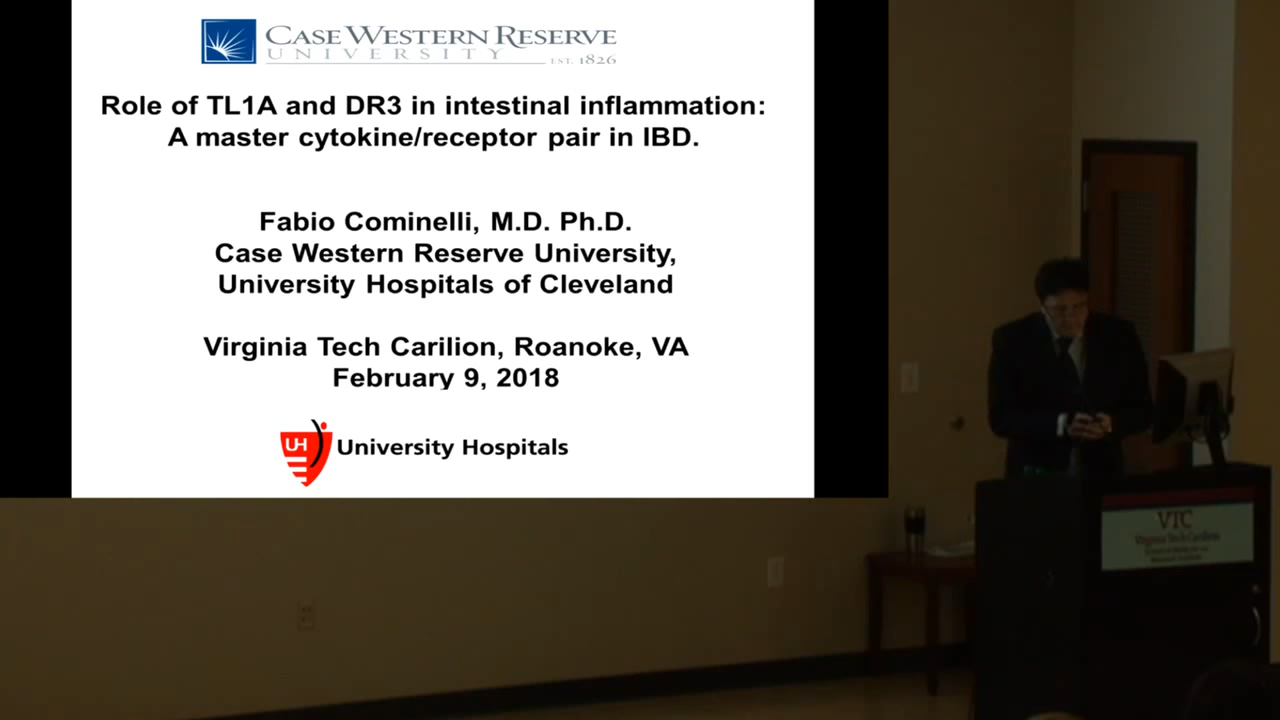 CASE WESTERN RESERVE
UNIVERSITY
EST. 1826
Role of TL1A and DR3 in intestinal inflammation:
A master cytokine/receptor pair in IBD.
Fabio Cominelli, M.D. Ph.D.
Case Western Reserve University,
University Hospitals of Cleveland
Virginia Tech Carilion, Roanoke, VA
February 9, 2018
UH
University Hospitals
VTC
Virginia Tech Carilion